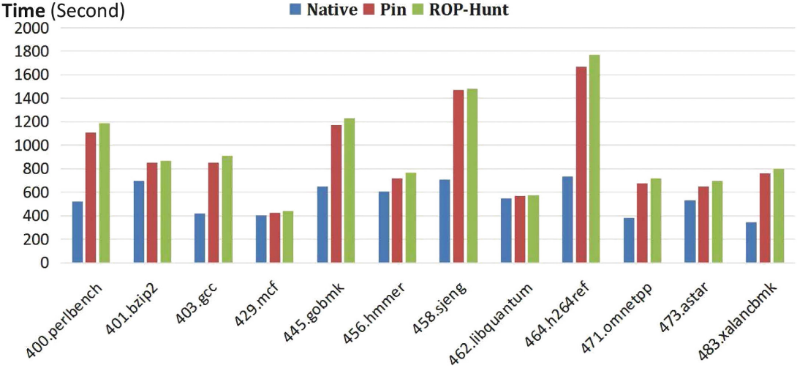 Time (Second)
Native Pin ROP-Hunt
2000
1800
1600
1400
1200
1000
800
600
400
200
0
400.perlbench
401.bzip2
403.gcc
429.mcf
445.gobmk
456.hmmer
458.sjeng
462.libquantum
464.h264ref
471.omnetpp
473.astar
483.xalancbmk